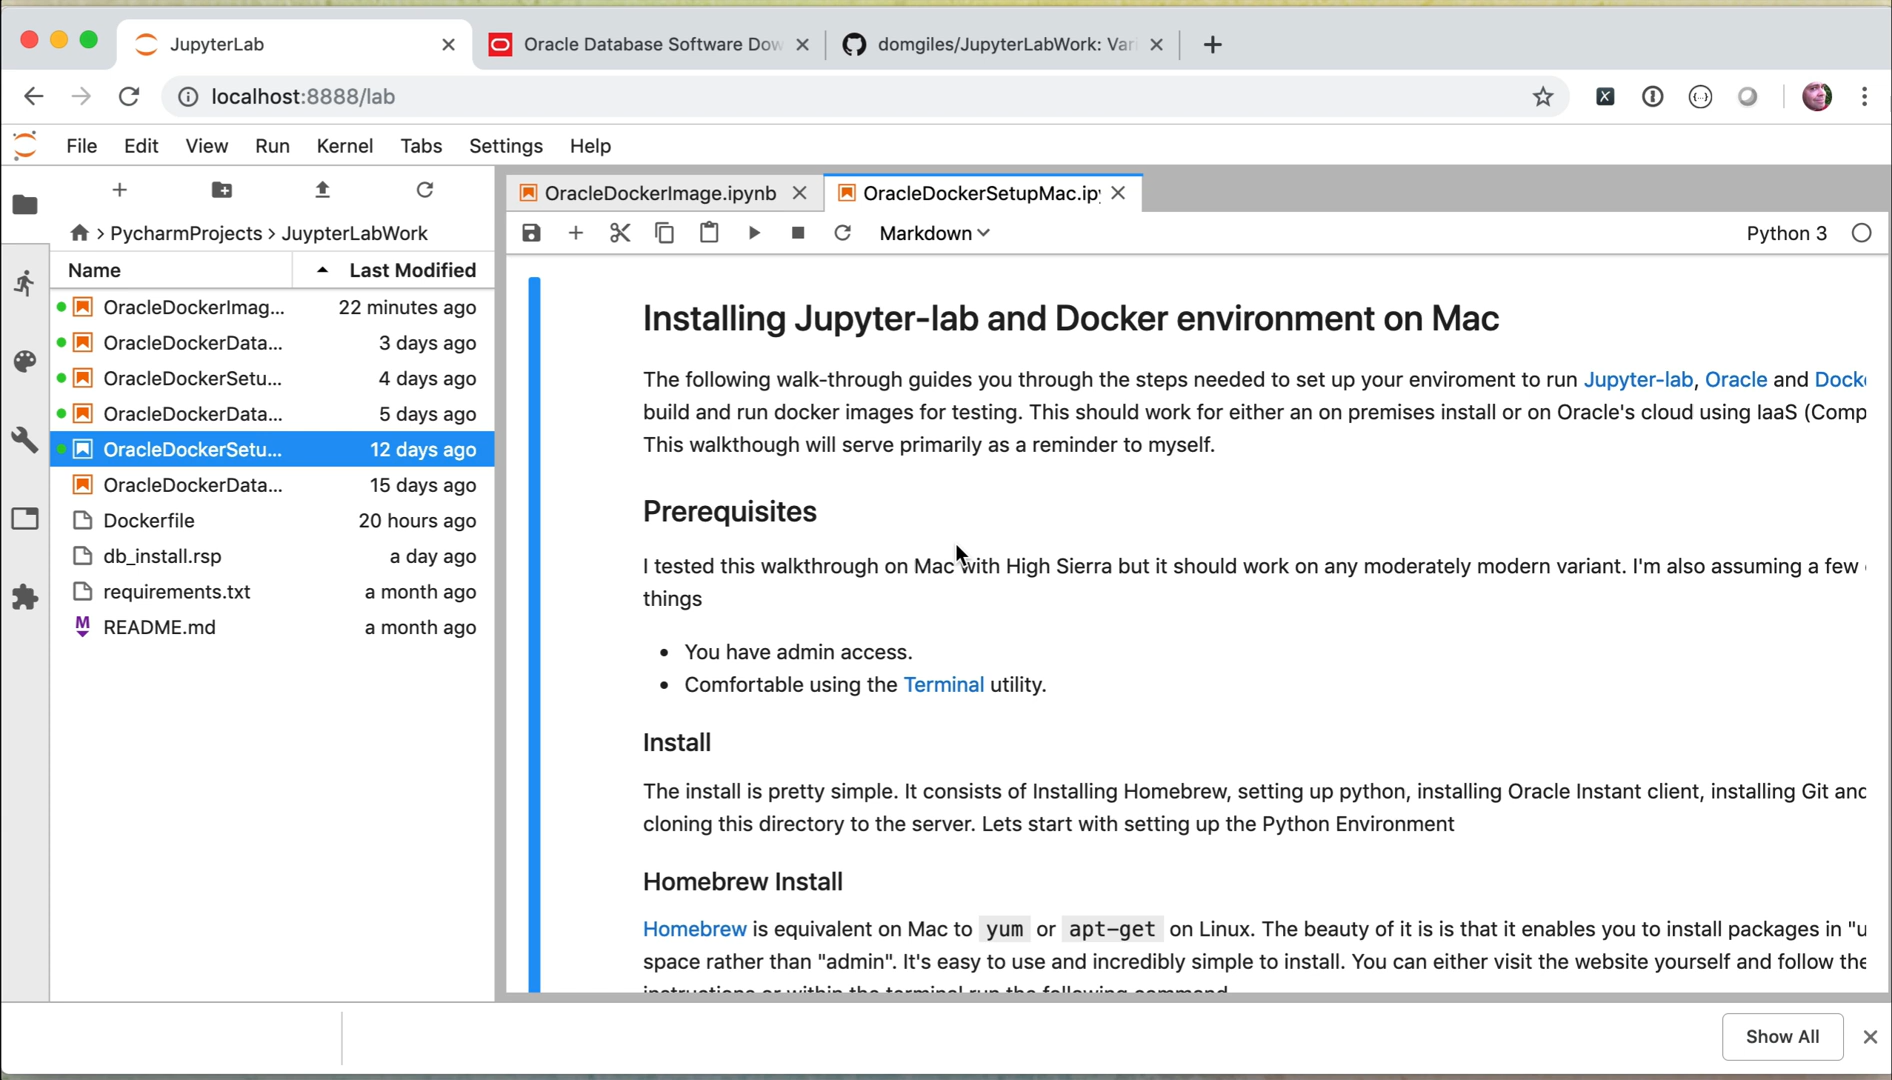 JupyterLab
Oracle Database Software Dow
domgiles/JupyterLabWork: Vari
localhost:8888/lab
File Edit View Run Kernel Tabs Settings Help
PycharmProjects > JuypterLabWork
Name Last Modified
OracleDockerImag... 22 minutes ago
OracleDockerData... 3 days ago
OracleDockerSetu... 4 days ago
OracleDockerData... 5 days ago
OracleDockerSetu... 12 days ago
OracleDockerData... 15 days ago
Dockerfile 20 hours ago
db_install.rsp a day ago
requirements.txt a month ago
README.md a month ago
OracleDockerImage.ipynb
OracleDockerSetupMac.ipy
Markdown
Python 3
Installing Jupyter-lab and Docker environment on Mac
The following walk-through guides you through the steps needed to set up your enviroment to run Jupyter-lab, Oracle and Docke
build and run docker images for testing. This should work for either an on premises install or on Oracle's cloud using IaaS (Comp
This walkthough will serve primarily as a reminder to myself.
Prerequisites
I tested this walkthrough on Mac with High Sierra but it should work on any moderately modern variant. I'm also assuming a few
things
• You have admin access.
• Comfortable using the Terminal utility.
Install
The install is pretty simple. It consists of Installing Homebrew, setting up python, installing Oracle Instant client, installing Git and
cloning this directory to the server. Lets start with setting up the Python Environment
Homebrew Install
Homebrew is equivalent on Mac to yum or apt-get on Linux. The beauty of it is is that it enables you to install packages in "u
space rather than "admin". It's easy to use and incredibly simple to install. You can either visit the website yourself and follow the
instructions or within the terminal run the following command
Show All